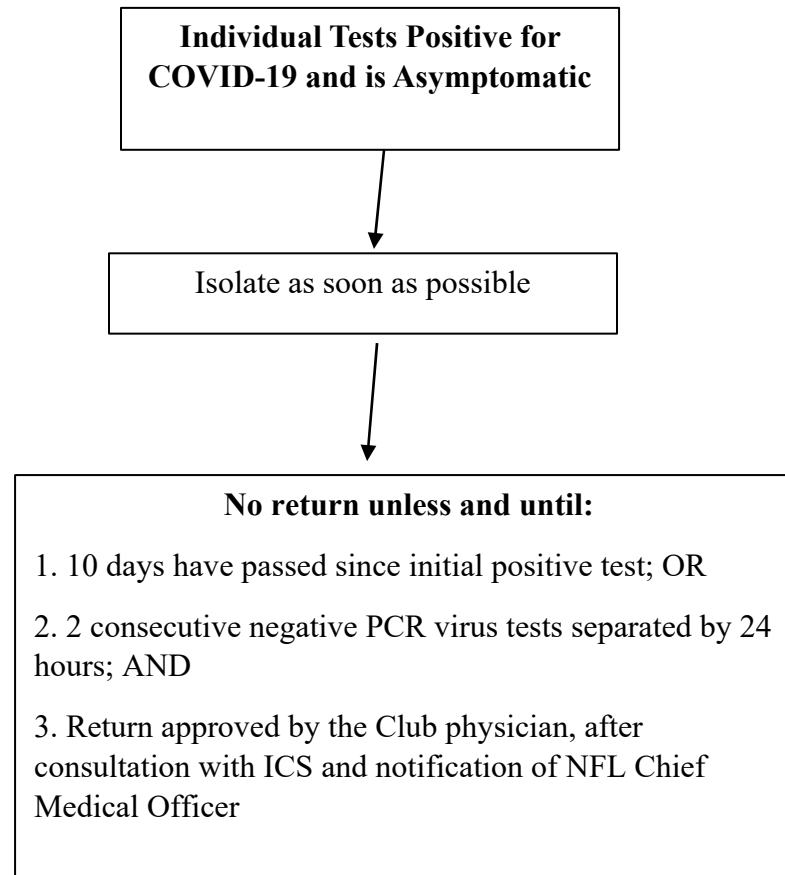 Individual Tests Positive for
COVID-19 and is Asymptomatic
Isolate as soon as possible
No return unless and until:
1. 10 days have passed since initial positive test; OR
2. 2 consecutive negative PCR virus tests separated by 24
hours; AND
3. Return approved by the Club physician, after
consultation with ICS and notification of NFL Chief
Medical Officer